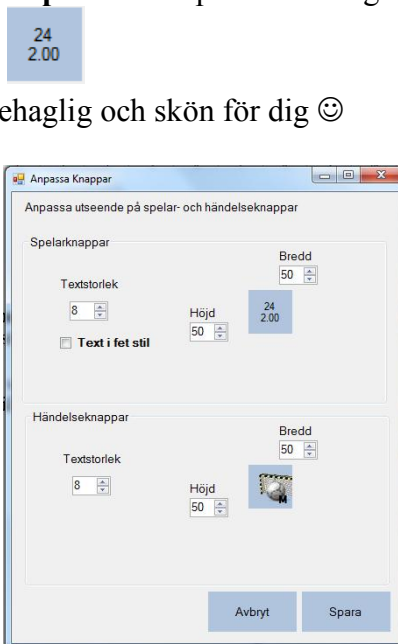 24
2.00
ehaglig och skön för dig ☺
Anpassa Knappar
Anpassa utseende på spelar- och händelseknappar
Spelarknappar
Bredd
50
Textstorlek
8
Höjd
50
24
2.00
Text i fet stil
Händelseknappar
Bredd
50
Textstorlek
8
Höjd
50
M
Avbryt
Spara